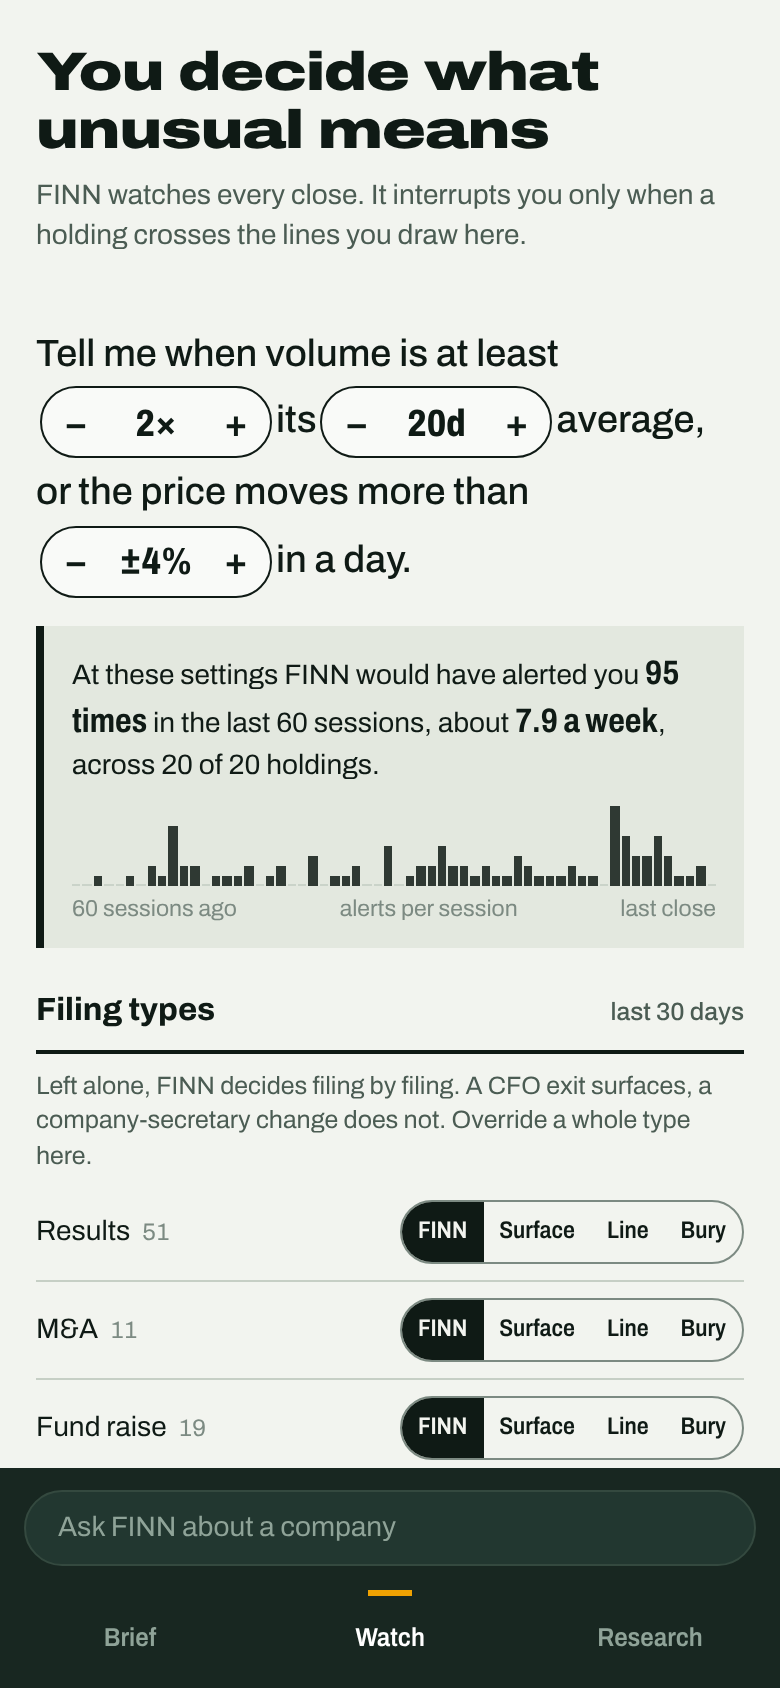 You decide what
unusual means
FINN watches every close. It interrupts you only when a
holding crosses the lines you draw here.
Tell me when volume is at least
− 2× + its − 20d + average,
or the price moves more than
− ±4% + in a day.
At these settings FINN would have alerted you 95
times in the last 60 sessions, about 7.9 a week,
across 20 of 20 holdings.
60 sessions ago alerts per session last close
Filing types last 30 days
Left alone, FINN decides filing by filing. A CFO exit surfaces, a
company-secretary change does not. Override a whole type
here.
Results 51 FINN Surface Line Bury
M&A 11 FINN Surface Line Bury
Fund raise 19 FINN Surface Line Bury
Ask FINN about a company
Brief Watch Research